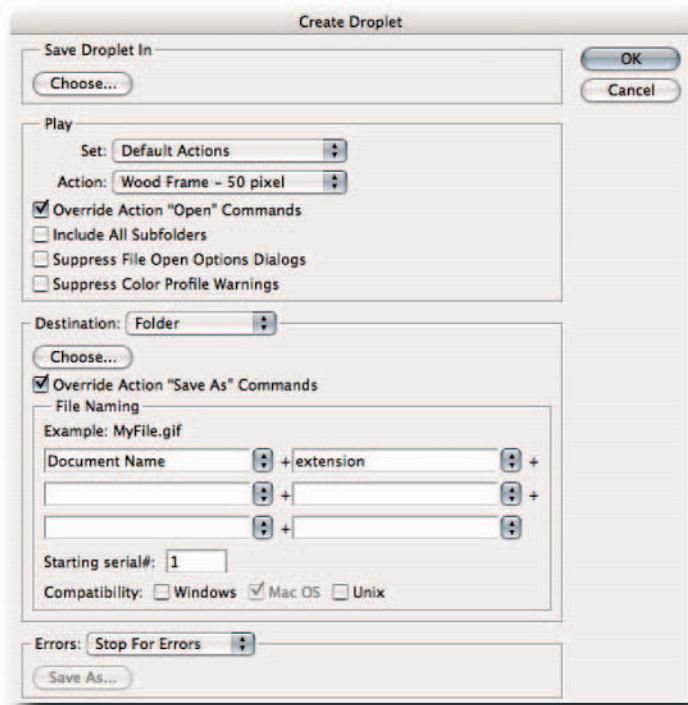 Create Droplet
Save Droplet In
OK
Choose...
Cancel
Play
Set: Default Actions
Action: Wood Frame - 50 pixel
Override Action "Open" Commands
Include All Subfolders
Suppress File Open Options Dialogs
Suppress Color Profile Warnings
Destination: Folder
Choose...
Override Action "Save As" Commands
File Naming
Example: MyFile.gif
Document Name + extension +
+ +
+
Starting serial#: 1
Compatibility: Windows Mac OS Unix
Errors: Stop For Errors
Save As...